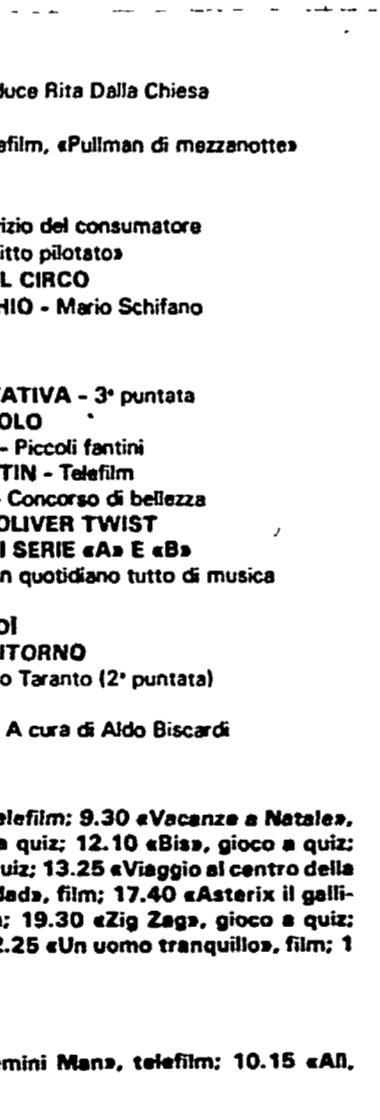 duce Rita Dalla Chiesa
efilm, «Pullman di mezzanotte»
izio del consumatore
itto pilotato»
L CIRCO
HIO - Mario Schifano
ATIVA - 3ª puntata
OLO
- Piccoli fantini
TIN - Telefilm
- Concorso di bellezza
OLIVER TWIST
I SERIE «A» E «B»
n quotidiano tutto di musica
OI
ITORNO
o Taranto (2ª puntata)
A cura di Aldo Biscardi
elefilm; 9.30 «Vacanze a Natale»,
a quiz; 12.10 «Bis», gioco a quiz;
uiz; 13.25 «Viaggio al centro della
dad», film; 17.40 «Asterix il galli-
; 19.30 «Zig Zag», gioco a quiz;
2.25 «Un uomo tranquillo», film; 1
emini Man», telefilm; 10.15 «Alì,